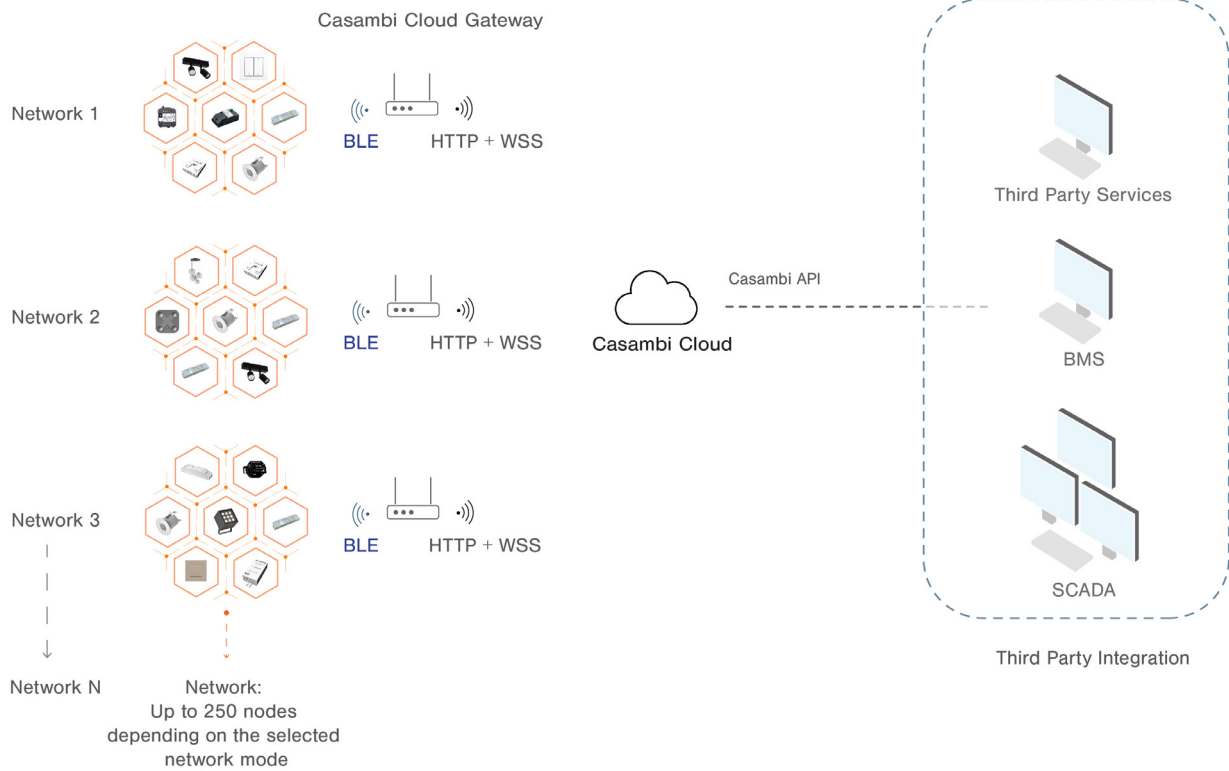 Casambi Cloud Gateway
Network 1
BLE
HTTP + WSS
Third Party Services
Network 2
BLE
HTTP + WSS
Casambi Cloud
Casambi API
BMS
Network 3
BLE
HTTP + WSS
SCADA
Third Party Integration
Network N
Network:
Up to 250 nodes
depending on the selected
network mode